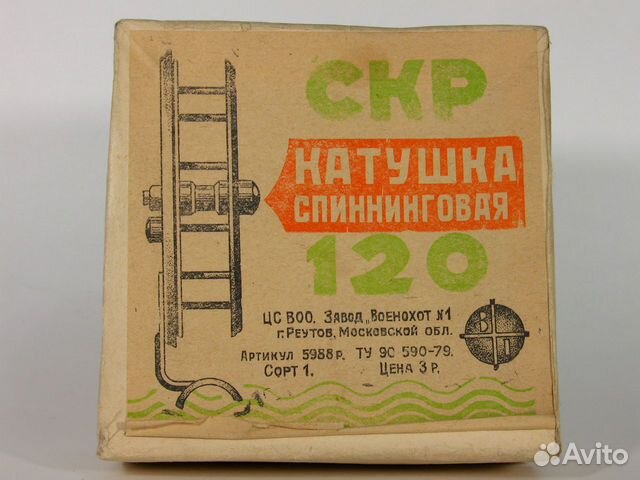 СКР
КАТУШКА
СПИННИНГОВАЯ
120
ЦС ВОО. ЗАВОД „ВОЕНОХОТ №1
Г. РЕУТОВ, МОСКОВСКОЙ ОБЛ.
АРТИКУЛ 5988 Р. ТУ 90 590-79.
СОРТ 1. ЦЕНА 3 Р.
В П
Avito